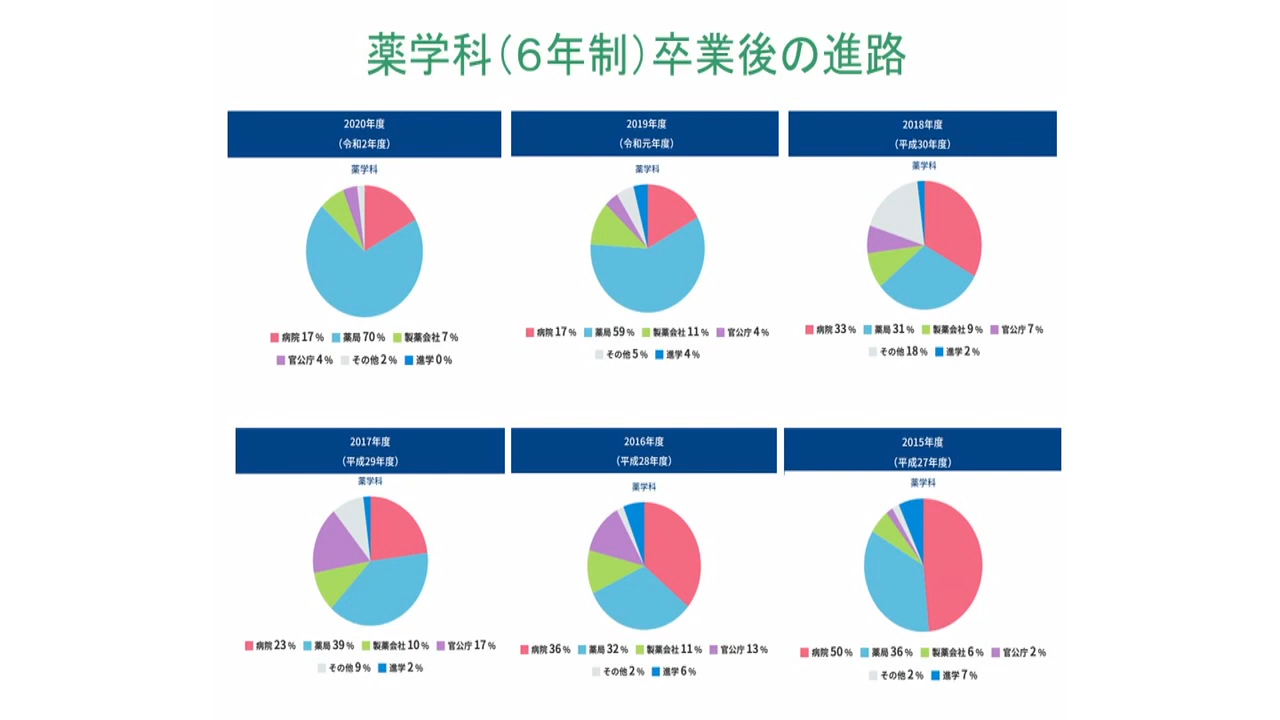 薬学科（６年制）卒業後の進路
2020年度
（令和2年度）
薬学科
病院 17% 薬局 70% 製薬会社 7%
官公庁 4% その他 2% 進学 0%
2019年度
（令和元年度）
薬学科
病院 17% 薬局 59% 製薬会社 11% 官公庁 4%
その他 5% 進学 4%
2018年度
（平成30年度）
薬学科
病院 33% 薬局 31% 製薬会社 9% 官公庁 7%
その他 18% 進学 2%
2017年度
（平成29年度）
薬学科
病院 23% 薬局 39% 製薬会社 10% 官公庁 17%
その他 9% 進学 2%
2016年度
（平成28年度）
薬学科
病院 36% 薬局 32% 製薬会社 11% 官公庁 13%
その他 2% 進学 6%
2015年度
（平成27年度）
薬学科
病院 50% 薬局 36% 製薬会社 6% 官公庁 2%
その他 2% 進学 7%